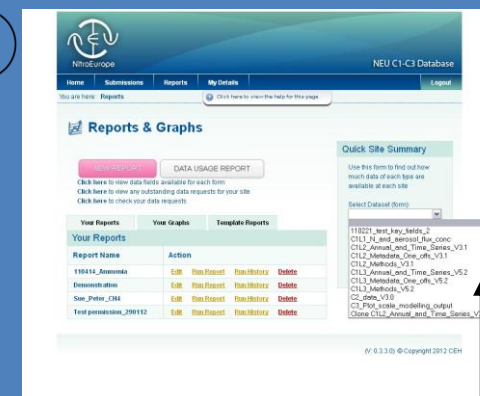 NitroEurope
NEU C1-C3 Database
Home Submissions Reports My Details Logout
You are here: Reports
Click here to view the help for this page.
Reports & Graphs
NEW REPORT DATA USAGE REPORT
Click here to view data fields available for each form
Click here to view any outstanding data requests for your site
Click here to check your data requests
Your Reports Your Graphs Template Reports
Your Reports
Report Name Action
110414_Ammonia Edit Run Report Run History Delete
Demonstration Edit Run Report Run History Delete
Sue_Peter_CH4 Edit Run Report Run History Delete
Test permission_290112 Edit Run Report Run History Delete
Quick Site Summary
Use this form to find out how
much data of each type are
available at each site
Select Dataset (form)
110221_test_key_fields_2
C1L1_N_and_aerosol_flux_conc
C1L2_Annual_and_Time_Series_V3.1
C1L2_Metadata_One_offs_V3.1
C1L2_Methods_V3.1
C1L3_Annual_and_Time_Series_V5.2
C1L3_Metadata_One_offs_V5.2
C1L3_Methods_V5.2
C2_data_V3.0
C3_Plot_scale_modelling_output
Clone C1L2_Annual_and_Time_Series_V3
(V: 0.3.3.0) © Copyright 2012 CEH